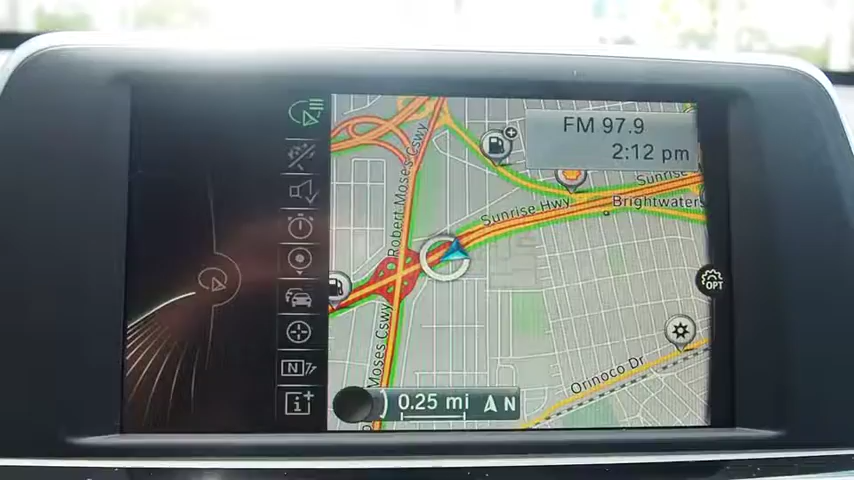 FM 97.9
2:12 pm
Sunrise
Brightwaters
Sunrise Hwy.
Robert Moses Cswy
OPT
Moses Cswy
Orinoco Dr
0.25 mi
N
N
i+